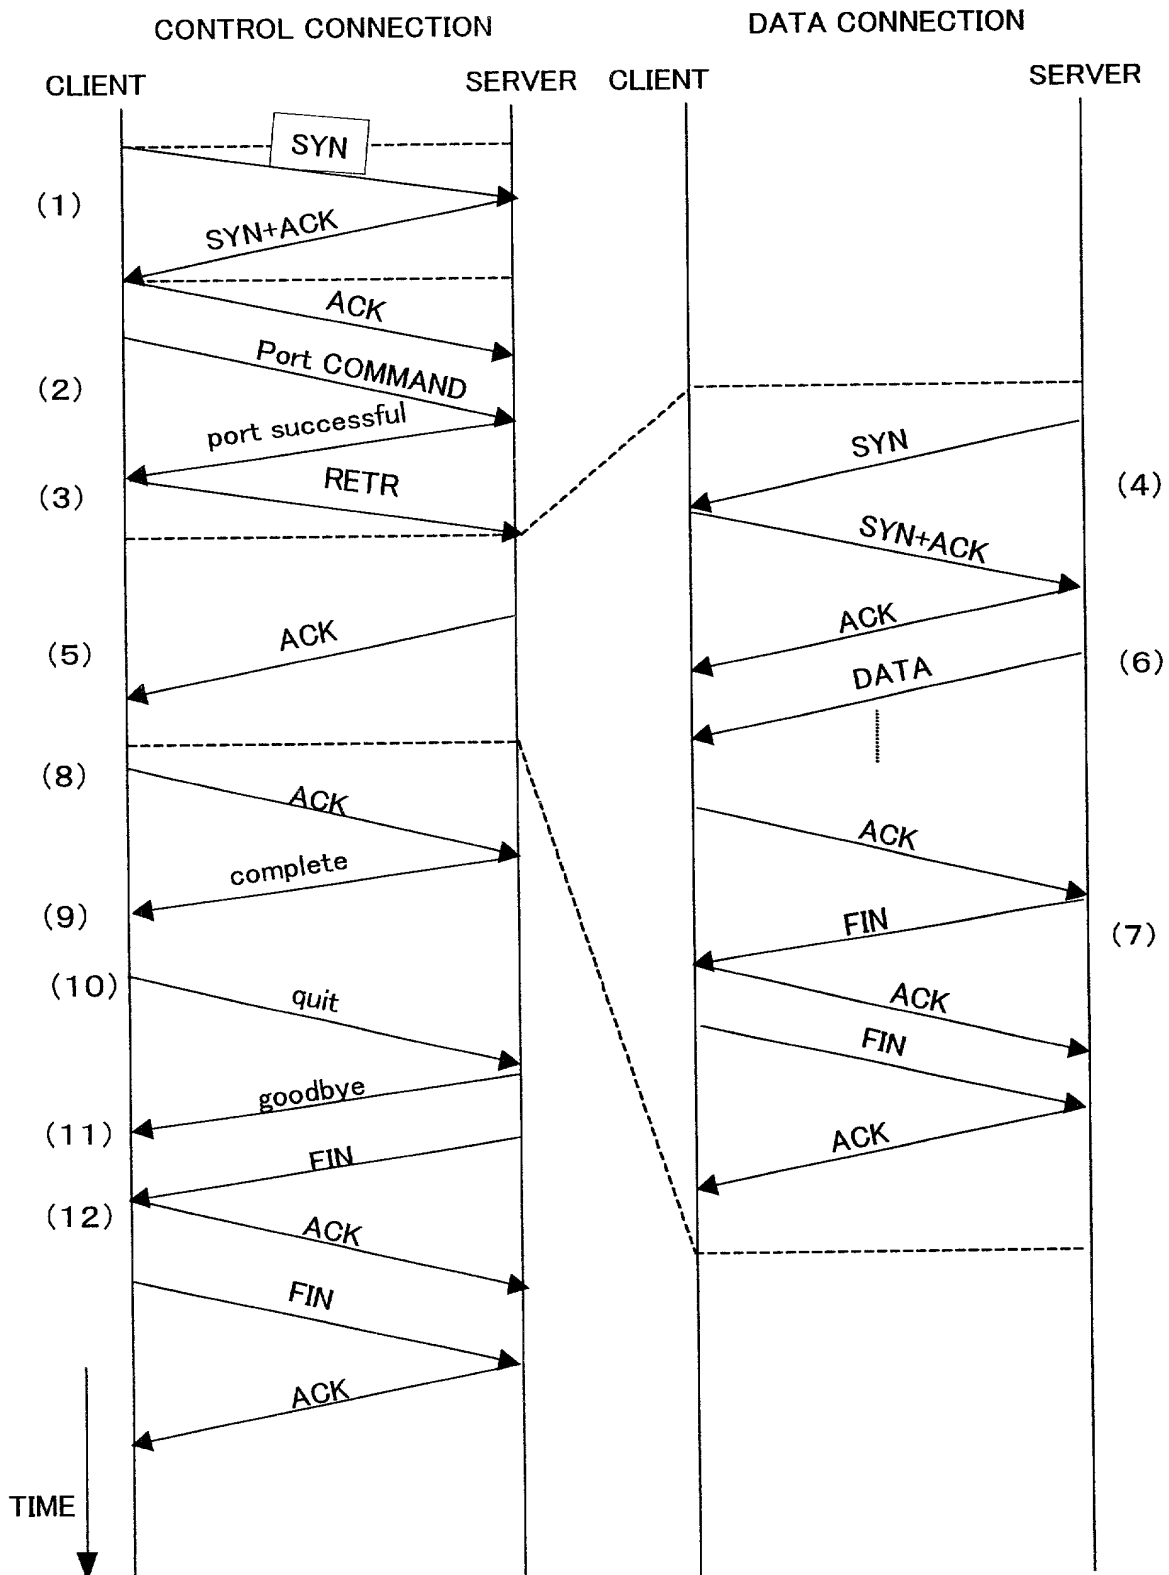 CONTROL CONNECTION
DATA CONNECTION
CLIENT
SERVER
CLIENT
SERVER
SYN
(1)
SYN+ACK
ACK
Port COMMAND
(2)
port successful
RETR
(3)
SYN
(4)
SYN+ACK
ACK
(5)
ACK
(6)
DATA
(8)
ACK
complete
(9)
ACK
FIN
(7)
(10)
quit
ACK
FIN
goodbye
(11)
FIN
ACK
(12)
ACK
FIN
ACK
TIME